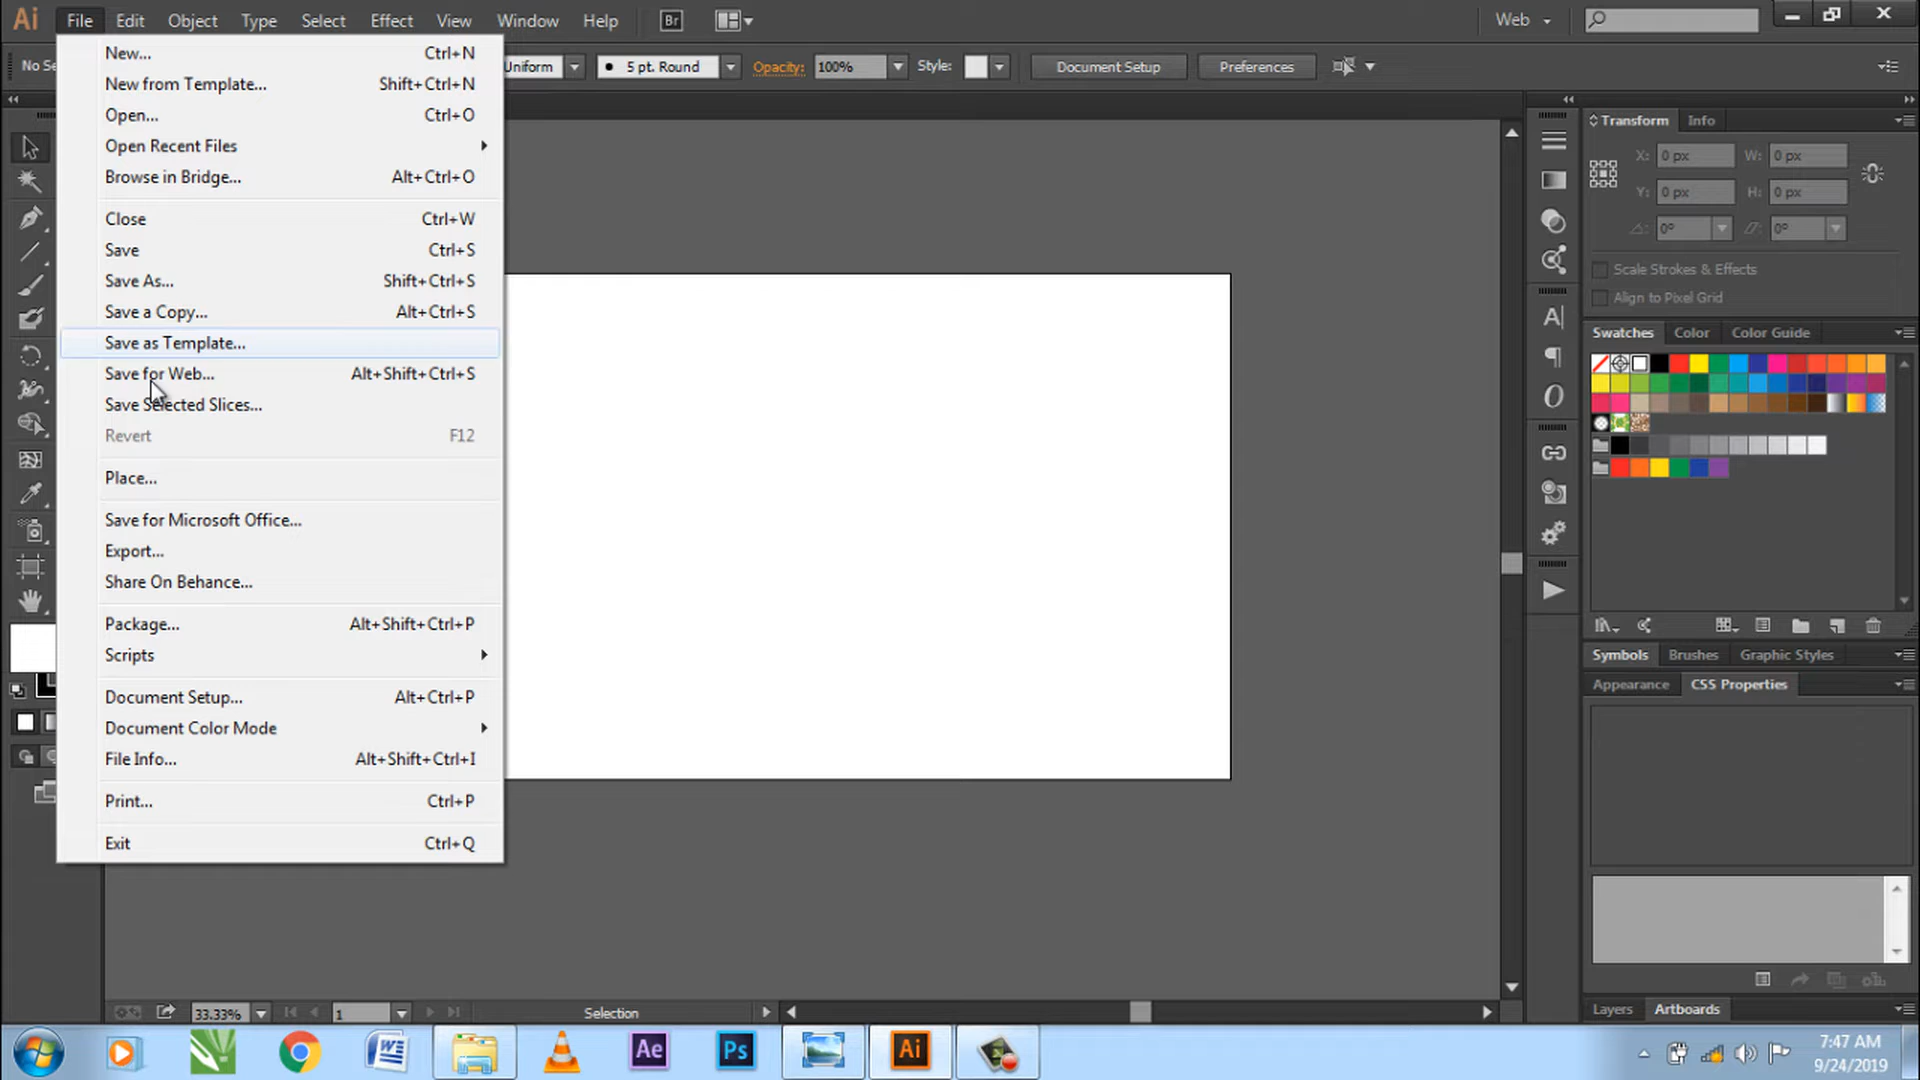 Ai File Edit Object Type Select Effect View Window Help Br Web
No Se Uniform 5 pt. Round Opacity: 100% Style: Document Setup Preferences
New... Ctrl+N
New from Template... Shift+Ctrl+N
Open... Ctrl+O
Open Recent Files
Browse in Bridge... Alt+Ctrl+O
Close Ctrl+W
Save Ctrl+S
Save As... Shift+Ctrl+S
Save a Copy... Alt+Ctrl+S
Save as Template...
Save for Web... Alt+Shift+Ctrl+S
Save Selected Slices...
Revert F12
Place...
Save for Microsoft Office...
Export...
Share On Behance...
Package... Alt+Shift+Ctrl+P
Scripts
Document Setup... Alt+Ctrl+P
Document Color Mode
File Info... Alt+Shift+Ctrl+I
Print... Ctrl+P
Exit Ctrl+Q
Transform Info
X: 0 px W: 0 px
Y: 0 px H: 0 px
0° 0°
Scale Strokes & Effects
Align to Pixel Grid
Swatches Color Color Guide
Symbols Brushes Graphic Styles
Appearance CSS Properties
Layers Artboards
33.33% 1 Selection
Ae Ps Ai
7:47 AM
9/24/2019